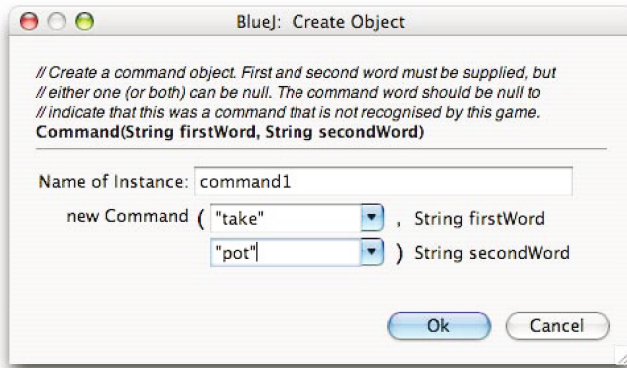 BlueJ: Create Object
// Create a command object. First and second word must be supplied, but
// either one (or both) can be null. The command word should be null to
// indicate that this was a command that is not recognised by this game.
Command(String firstWord, String secondWord)
Name of Instance: command1
new Command ( "take" , String firstWord
"pot" ) String secondWord
Ok Cancel